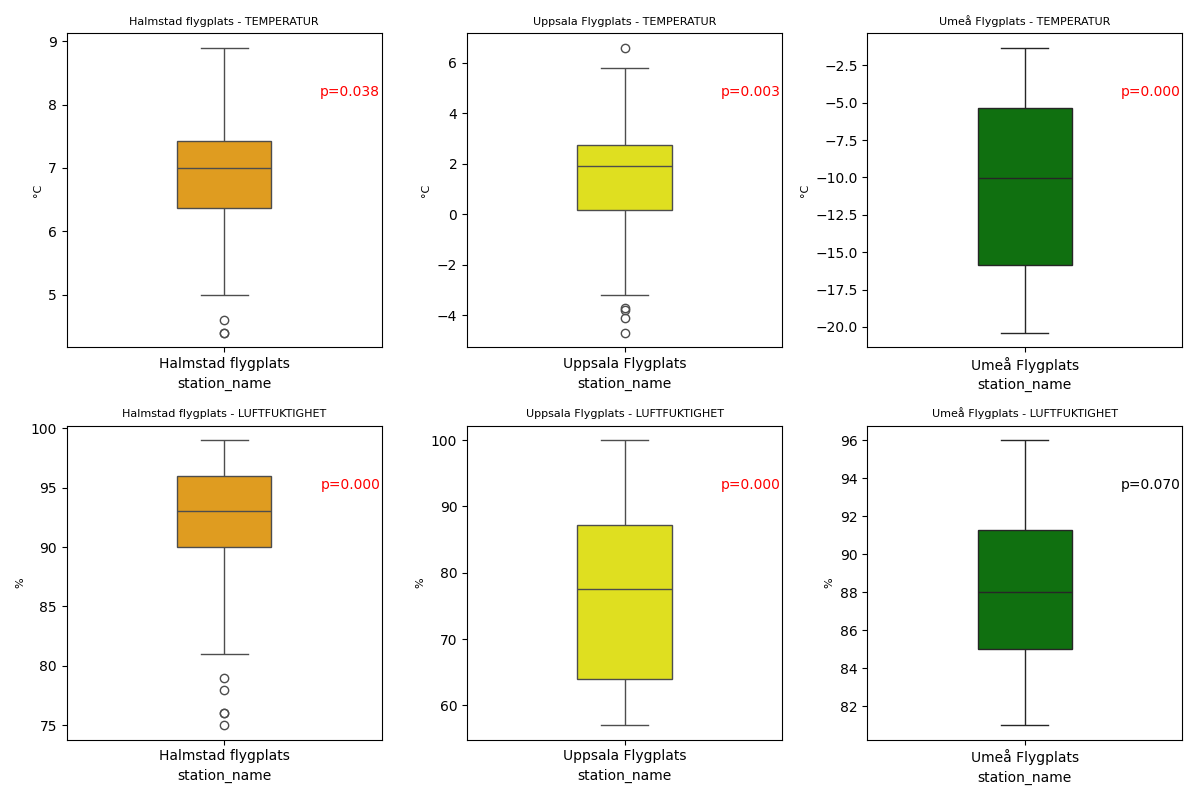 Halmstad flygplats - TEMPERATUR
9
8
7
6
5
°C
p=0.038
Halmstad flygplats
station_name
Uppsala Flygplats - TEMPERATUR
6
4
2
0
−2
−4
°C
p=0.003
Uppsala Flygplats
station_name
Umeå Flygplats - TEMPERATUR
−2.5
−5.0
−7.5
−10.0
−12.5
−15.0
−17.5
−20.0
°C
p=0.000
Umeå Flygplats
station_name
Halmstad flygplats - LUFTFUKTIGHET
100
95
90
85
80
75
%
p=0.000
Halmstad flygplats
station_name
Uppsala Flygplats - LUFTFUKTIGHET
100
90
80
70
60
%
p=0.000
Uppsala Flygplats
station_name
Umeå Flygplats - LUFTFUKTIGHET
96
94
92
90
88
86
84
82
%
p=0.070
Umeå Flygplats
station_name